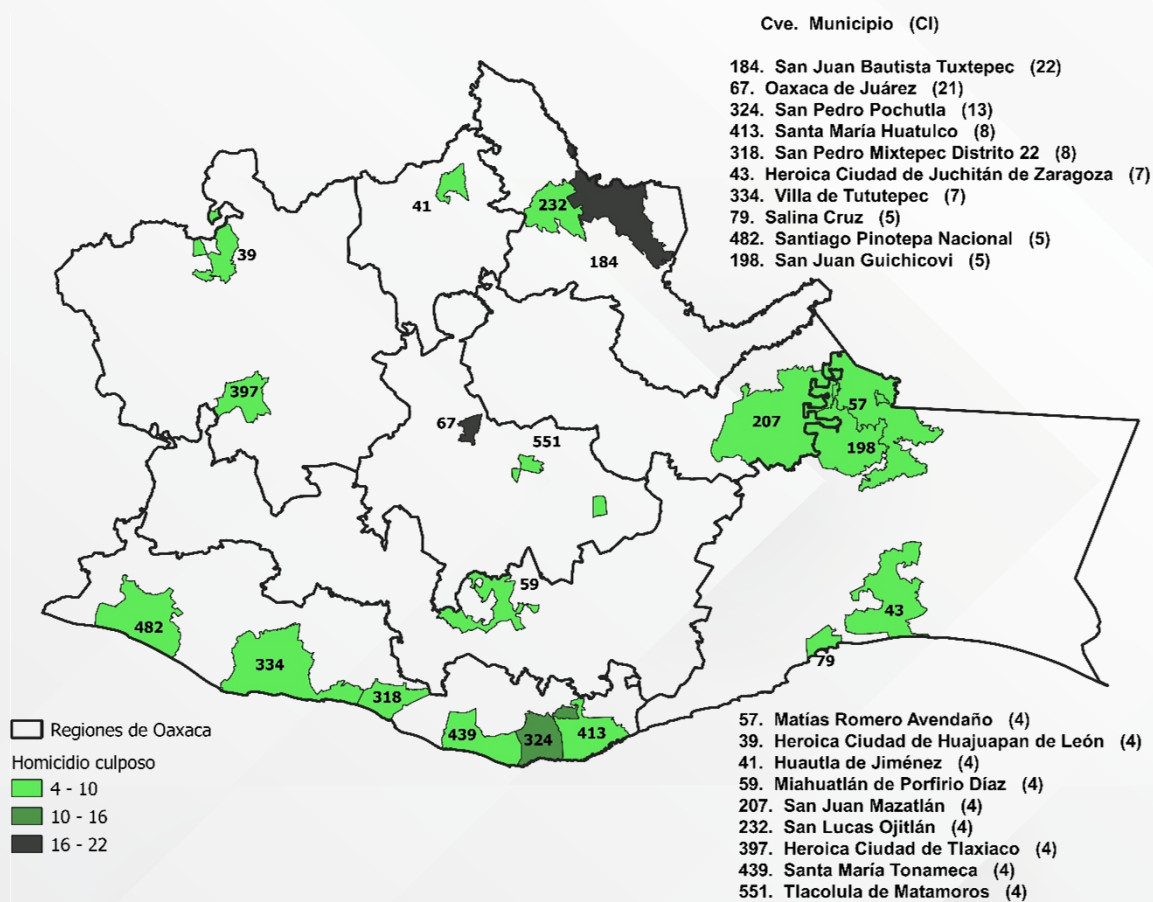 Cve. Municipio (CI)
184. San Juan Bautista Tuxtepec (22)
67. Oaxaca de Juárez (21)
324. San Pedro Pochutla (13)
413. Santa María Huatulco (8)
318. San Pedro Mixtepec Distrito 22 (8)
43. Heroica Ciudad de Juchitán de Zaragoza (7)
334. Villa de Tututepec (7)
79. Salina Cruz (5)
482. Santiago Pinotepa Nacional (5)
198. San Juan Guichicovi (5)
41
232
39
184
397
67
551
207
57
198
59
482
43
334
79
318
439
324
413
Regiones de Oaxaca
Homicidio culposo
4 - 10
10 - 16
16 - 22
57. Matías Romero Avendaño (4)
39. Heroica Ciudad de Huajuapan de León (4)
41. Huautla de Jiménez (4)
59. Miahuatlán de Porfirio Díaz (4)
207. San Juan Mazatlán (4)
232. San Lucas Ojitlán (4)
397. Heroica Ciudad de Tlaxiaco (4)
439. Santa María Tonameca (4)
551. Tlacolula de Matamoros (4)